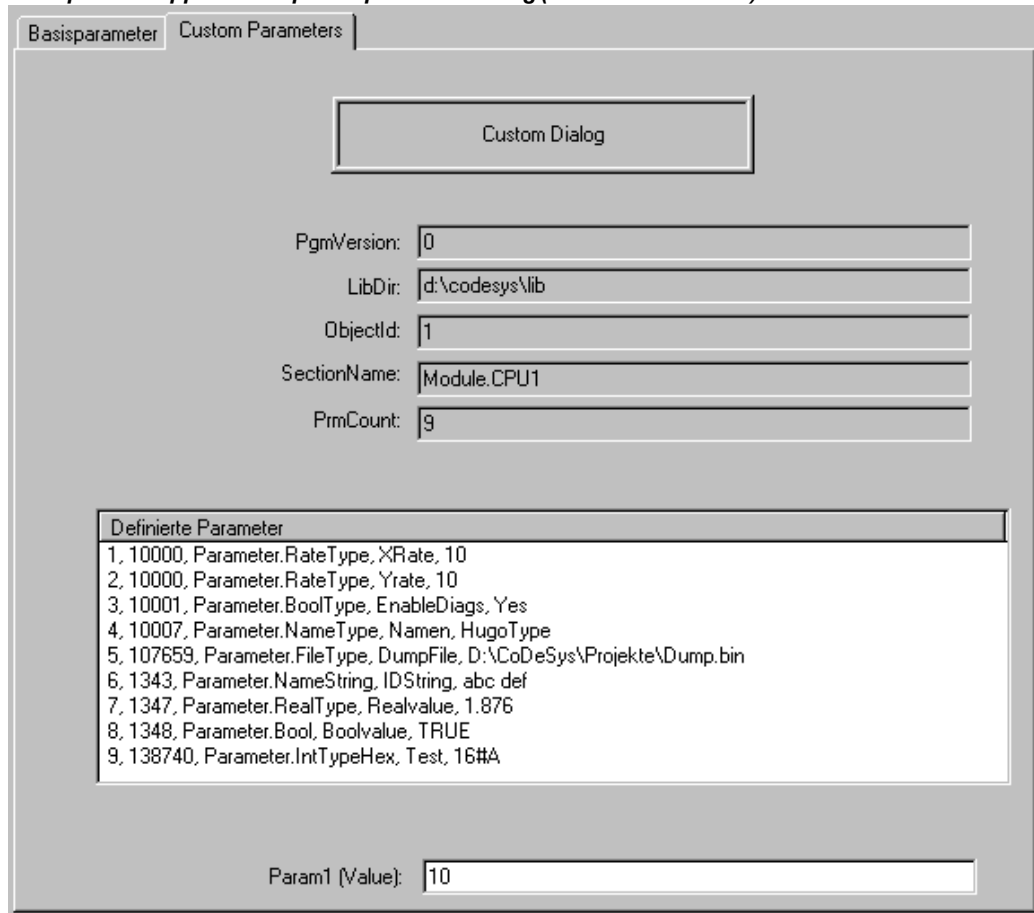 Basisparameter Custom Parameters
Custom Dialog
PgmVersion: 0
LibDir: d:\codesys\lib
ObjectId: 1
SectionName: Module.CPU1
PrmCount: 9
Definierte Parameter
1, 10000, Parameter.RateType, XRate, 10
2, 10000, Parameter.RateType, Yrate, 10
3, 10001, Parameter.BoolType, EnableDiags, Yes
4, 10007, Parameter.NameType, Namen, HugoType
5, 107659, Parameter.FileType, DumpFile, D:\CoDeSys\Projekte\Dump.bin
6, 1343, Parameter.NameString, IDString, abc def
7, 1347, Parameter.RealType, Realvalue, 1.876
8, 1348, Parameter.Bool, Boolvalue, TRUE
9, 138740, Parameter.IntTypeHex, Test, 16#A
Param1 (Value): 10